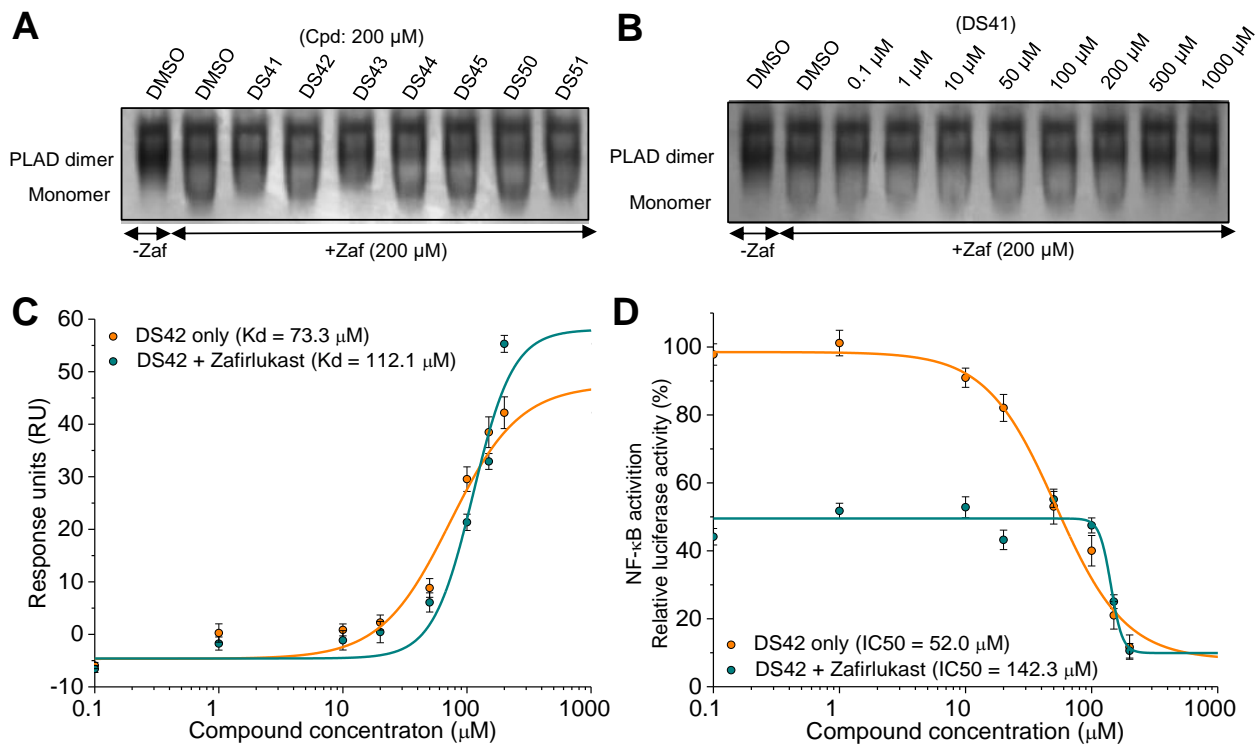 A
(Cpd: 200 µM)
DMSO DMSO DS41 DS42 DS43 DS44 DS45 DS50 DS51
PLAD dimer
Monomer
-Zaf
+Zaf (200 µM)
B
(DS41)
DMSO DMSO 0.1 µM 1 µM 10 µM 50 µM 100 µM 200 µM 500 µM 1000 µM
PLAD dimer
Monomer
-Zaf
+Zaf (200 µM)
C
DS42 only (Kd = 73.3 µM)
DS42 + Zafirlukast (Kd = 112.1 µM)
Response units (RU)
60
50
40
30
20
10
0
-10
0.1 1 10 100 1000
Compound concentraton (µM)
D
NF-κB activition
Relative luciferase activity (%)
100
80
60
40
20
0
DS42 only (IC50 = 52.0 µM)
DS42 + Zafirlukast (IC50 = 142.3 µM)
0.1 1 10 100 1000
Compound concentration (µM)